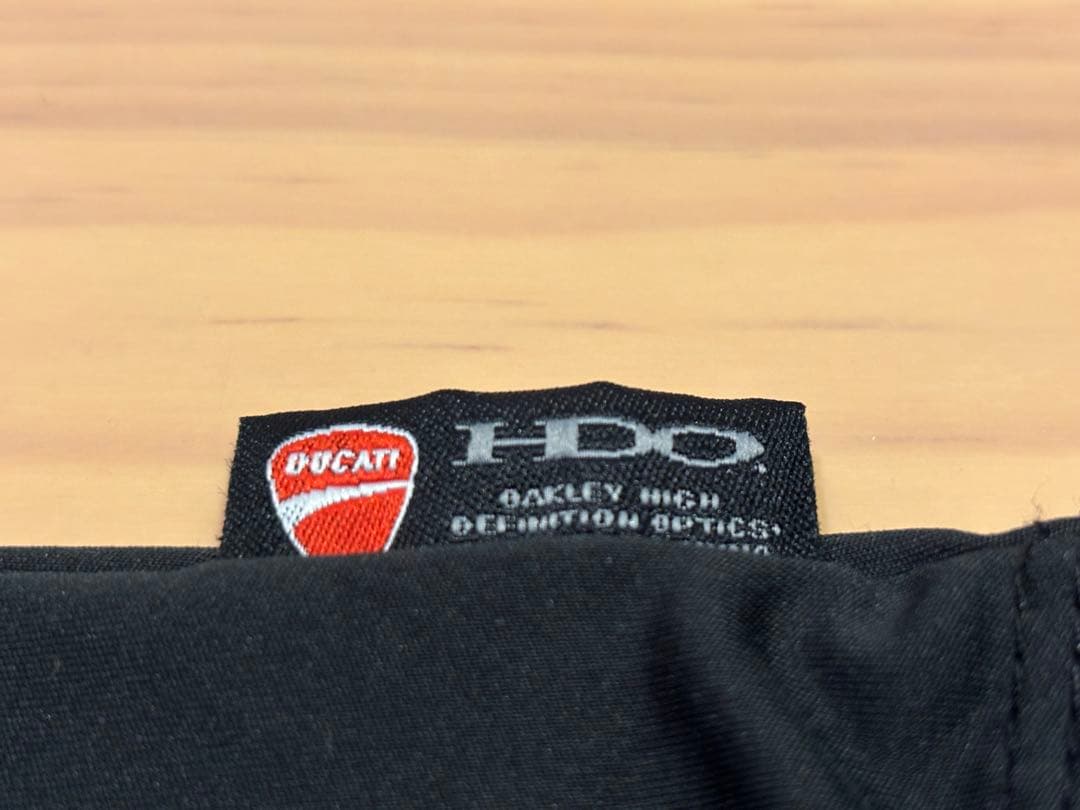 DUCATI
HDO
OAKLEY HIGH
DEFINITION OPTICS